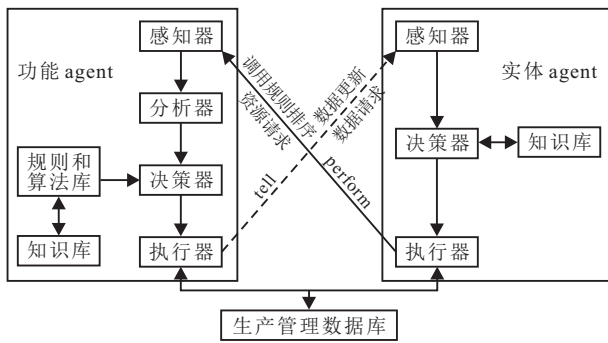 功能 agent
感知器
分析器
规则和
算法库
决策器
知识库
执行器
调用规则排序
资源请求
perform
数据更新
数据请求
tell
实体 agent
感知器
决策器
知识库
执行器
生产管理数据库